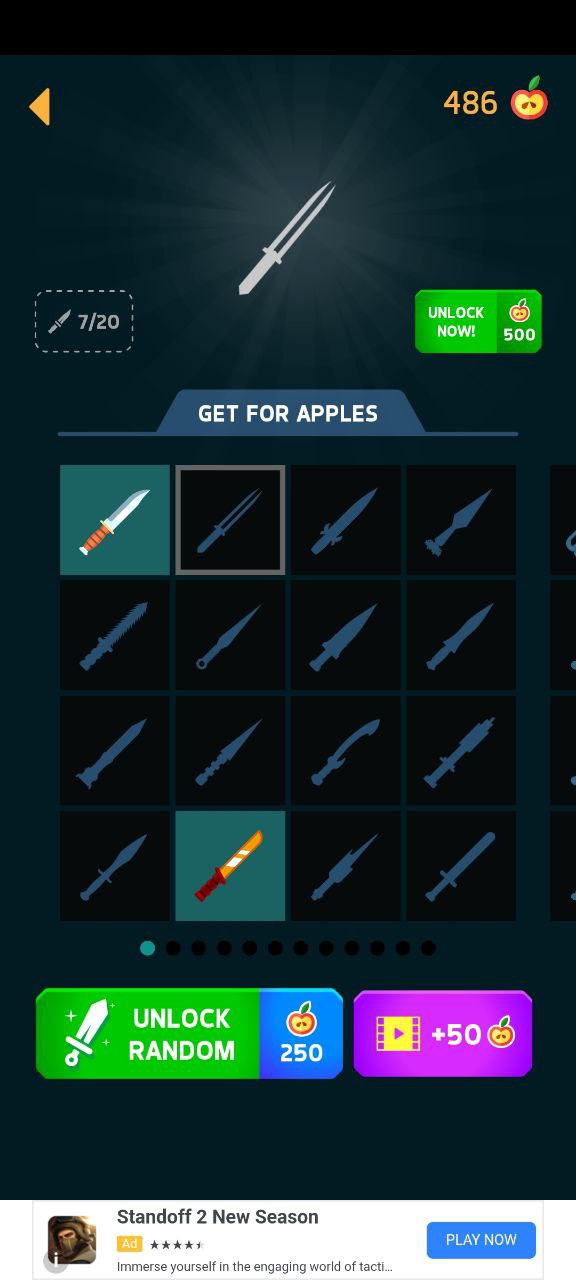 486
7/20
UNLOCK
NOW!
500
GET FOR APPLES
UNLOCK
RANDOM
250
+50
Standoff 2 New Season
Ad
Immerse yourself in the engaging world of tacti...
PLAY NOW